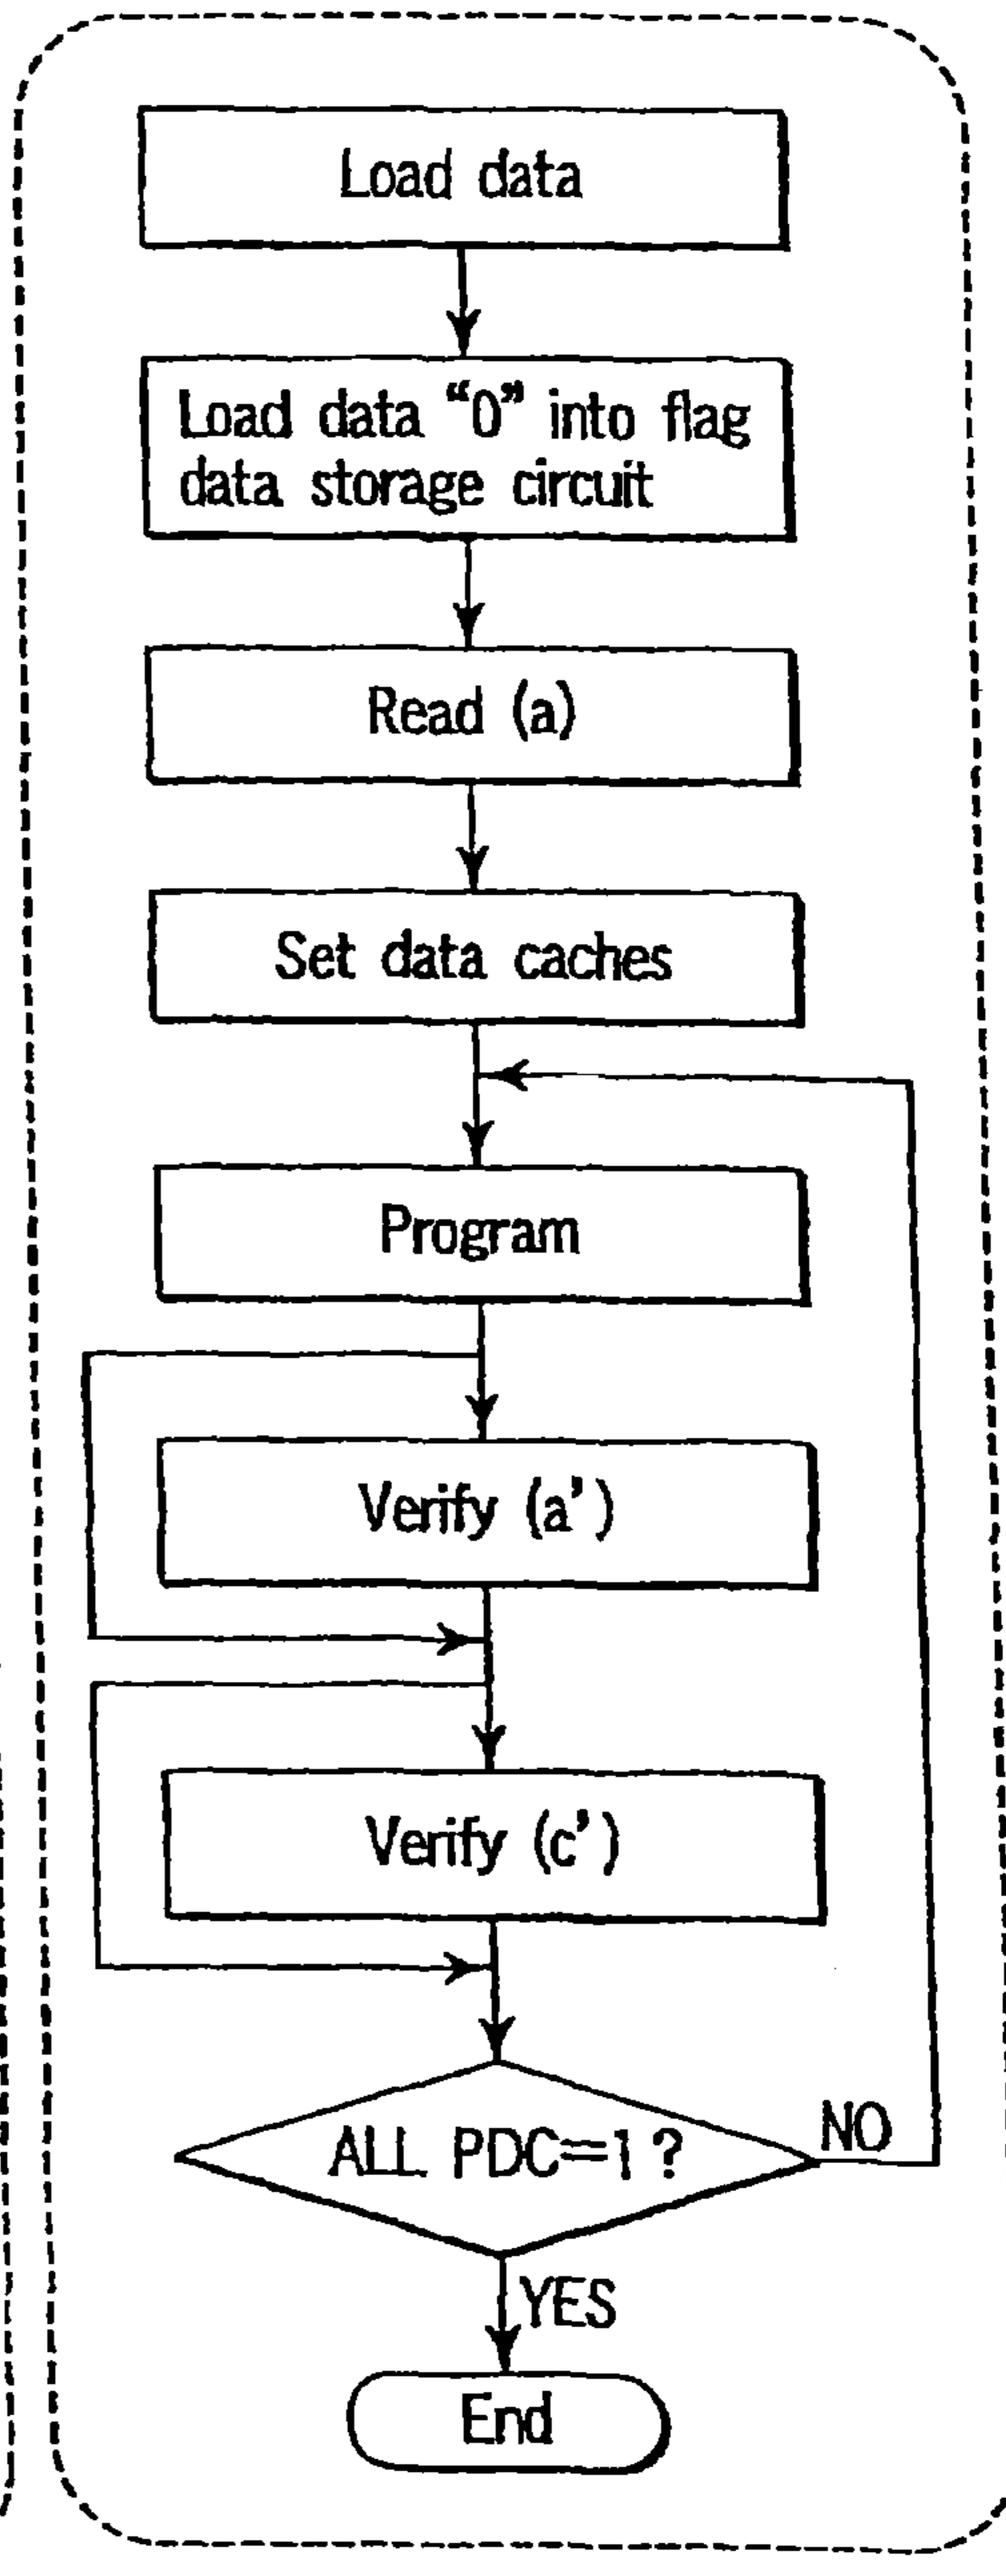 Load data
Load data “0” into flag
data storage circuit
Read (a)
Set data caches
Program
Verify (a’)
Verify (c’)
ALL PDC=1 ?
NO
YES
End